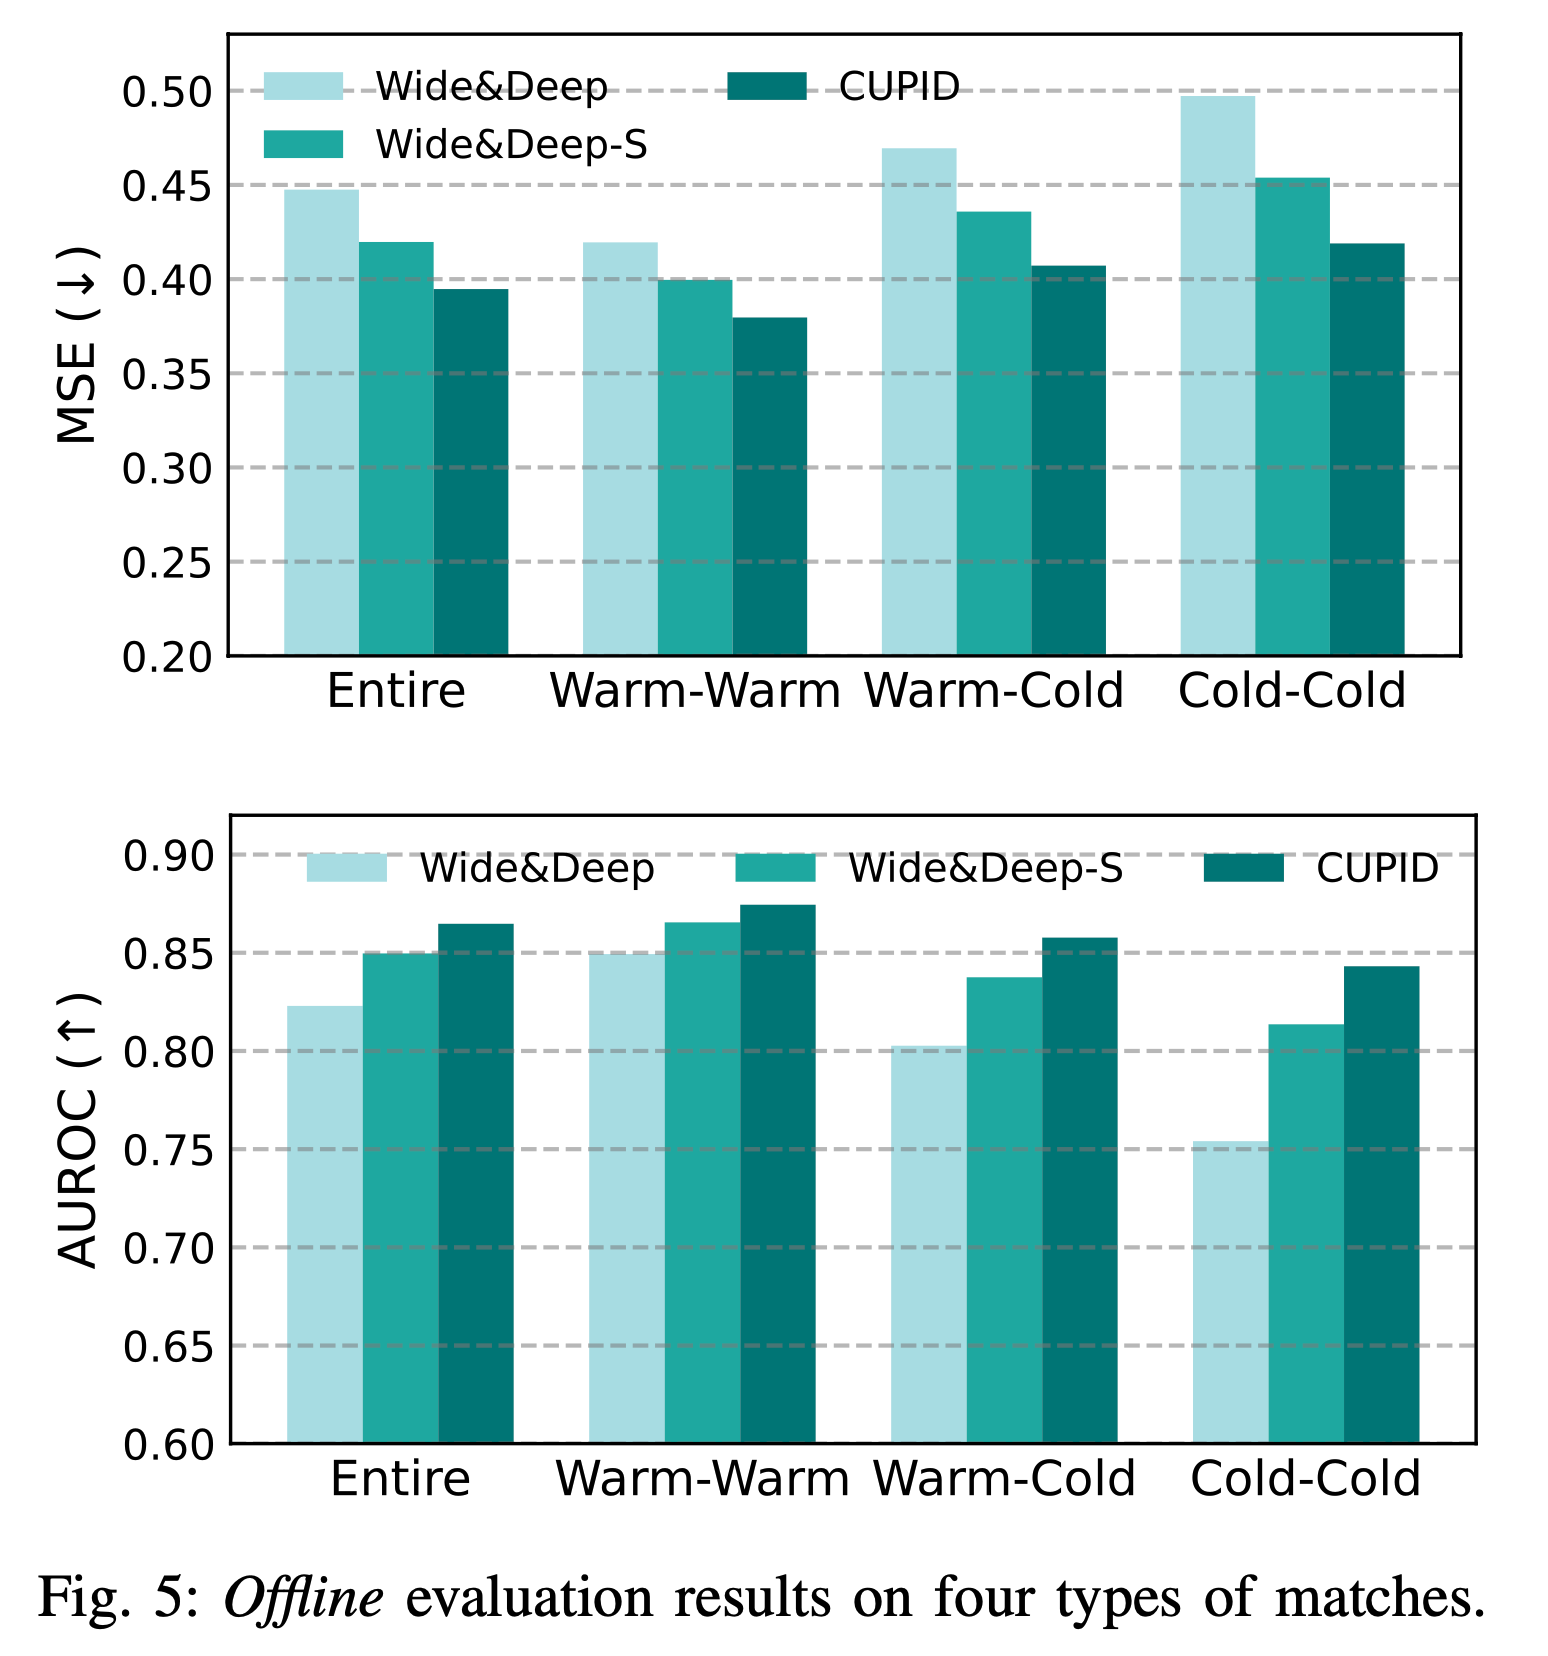 0.50
Wide&Deep
CUPID
Wide&Deep-S
0.45
0.40
0.35
0.30
0.25
0.20
MSE (↓)
Entire
Warm-Warm
Warm-Cold
Cold-Cold
0.90
Wide&Deep
Wide&Deep-S
CUPID
0.85
0.80
0.75
0.70
0.65
0.60
AUROC (↑)
Entire
Warm-Warm
Warm-Cold
Cold-Cold
Fig. 5: Offline evaluation results on four types of matches.